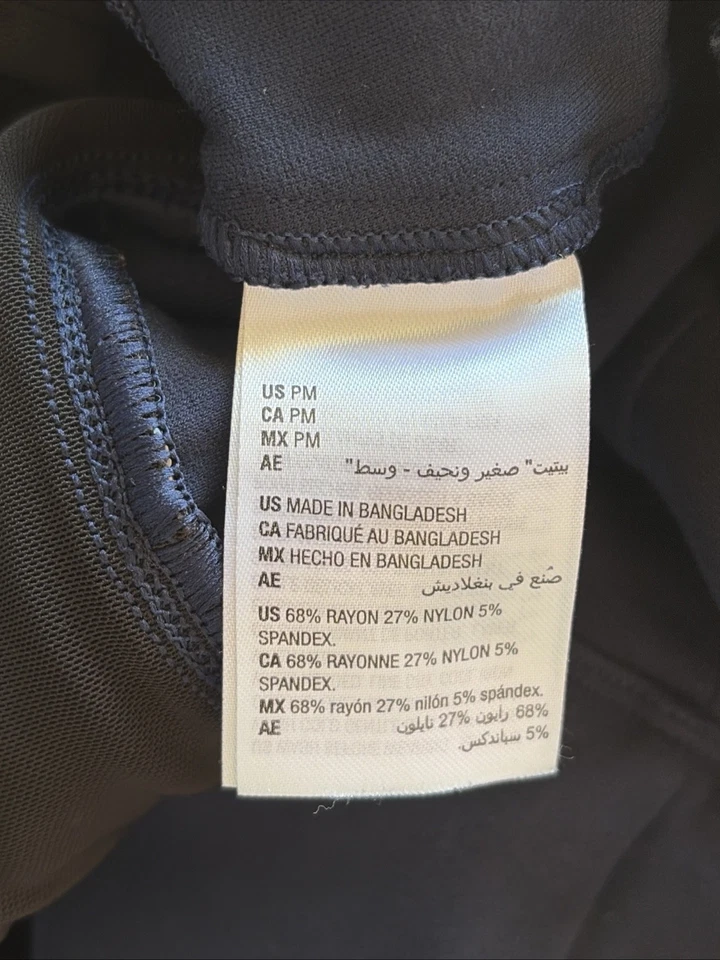 US PM
CA PM
MX PM
AE بيتيت" صغير ونحيف - وسط"
US MADE IN BANGLADESH
CA FABRIQUÉ AU BANGLADESH
MX HECHO EN BANGLADESH
AE صُنع في بنغلاديش
US 68% RAYON 27% NYLON 5%
SPANDEX.
CA 68% RAYONNE 27% NYLON 5%
SPANDEX.
MX 68% rayón 27% nilón 5% spándex.
AE 68% رايون 27% نايلون
5% سباندكس.